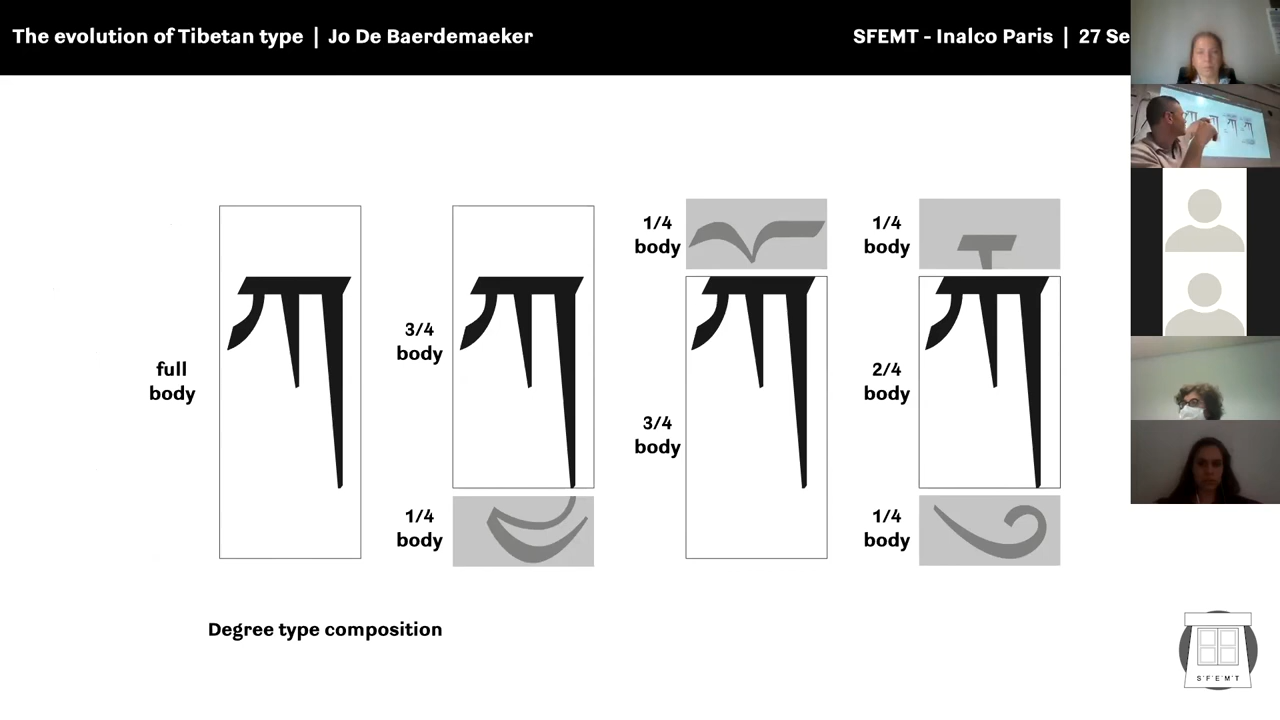 The evolution of Tibetan type | Jo De Baerdemaeker
SFEMT - Inalco Paris | 27 Se
full
body
ཀ
3/4
body
ཀ
1/4
body
1/4
body
3/4
body
ཀ
1/4
body
2/4
body
ཀ
1/4
body
Degree type composition
S·F·E·M·T